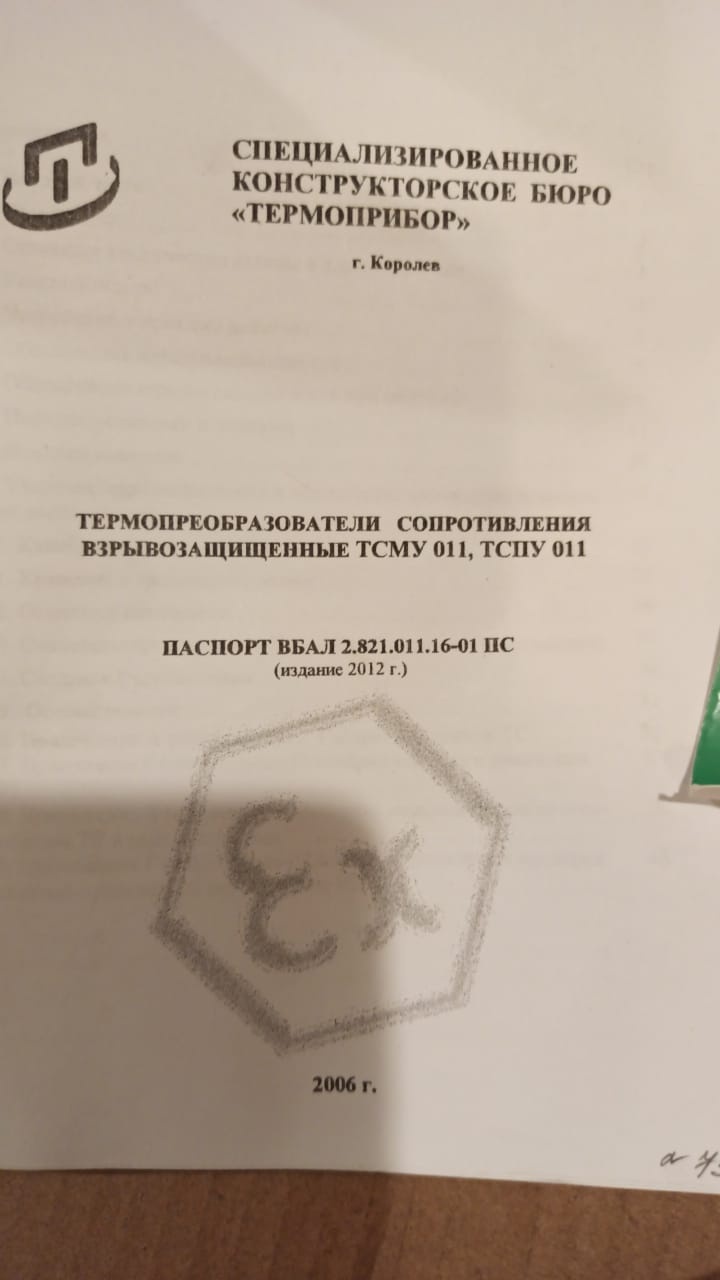 СПЕЦИАЛИЗИРОВАННОЕ
КОНСТРУКТОРСКОЕ БЮРО
«ТЕРМОПРИБОР»
г. Королев
ТЕРМОПРЕОБРАЗОВАТЕЛИ СОПРОТИВЛЕНИЯ
ВЗРЫВОЗАЩИЩЕННЫЕ ТСМУ 011, ТСПУ 011
ПАСПОРТ ВБАЛ 2.821.011.16-01 ПС
(издание 2012 г.)
Ex
2006 г.